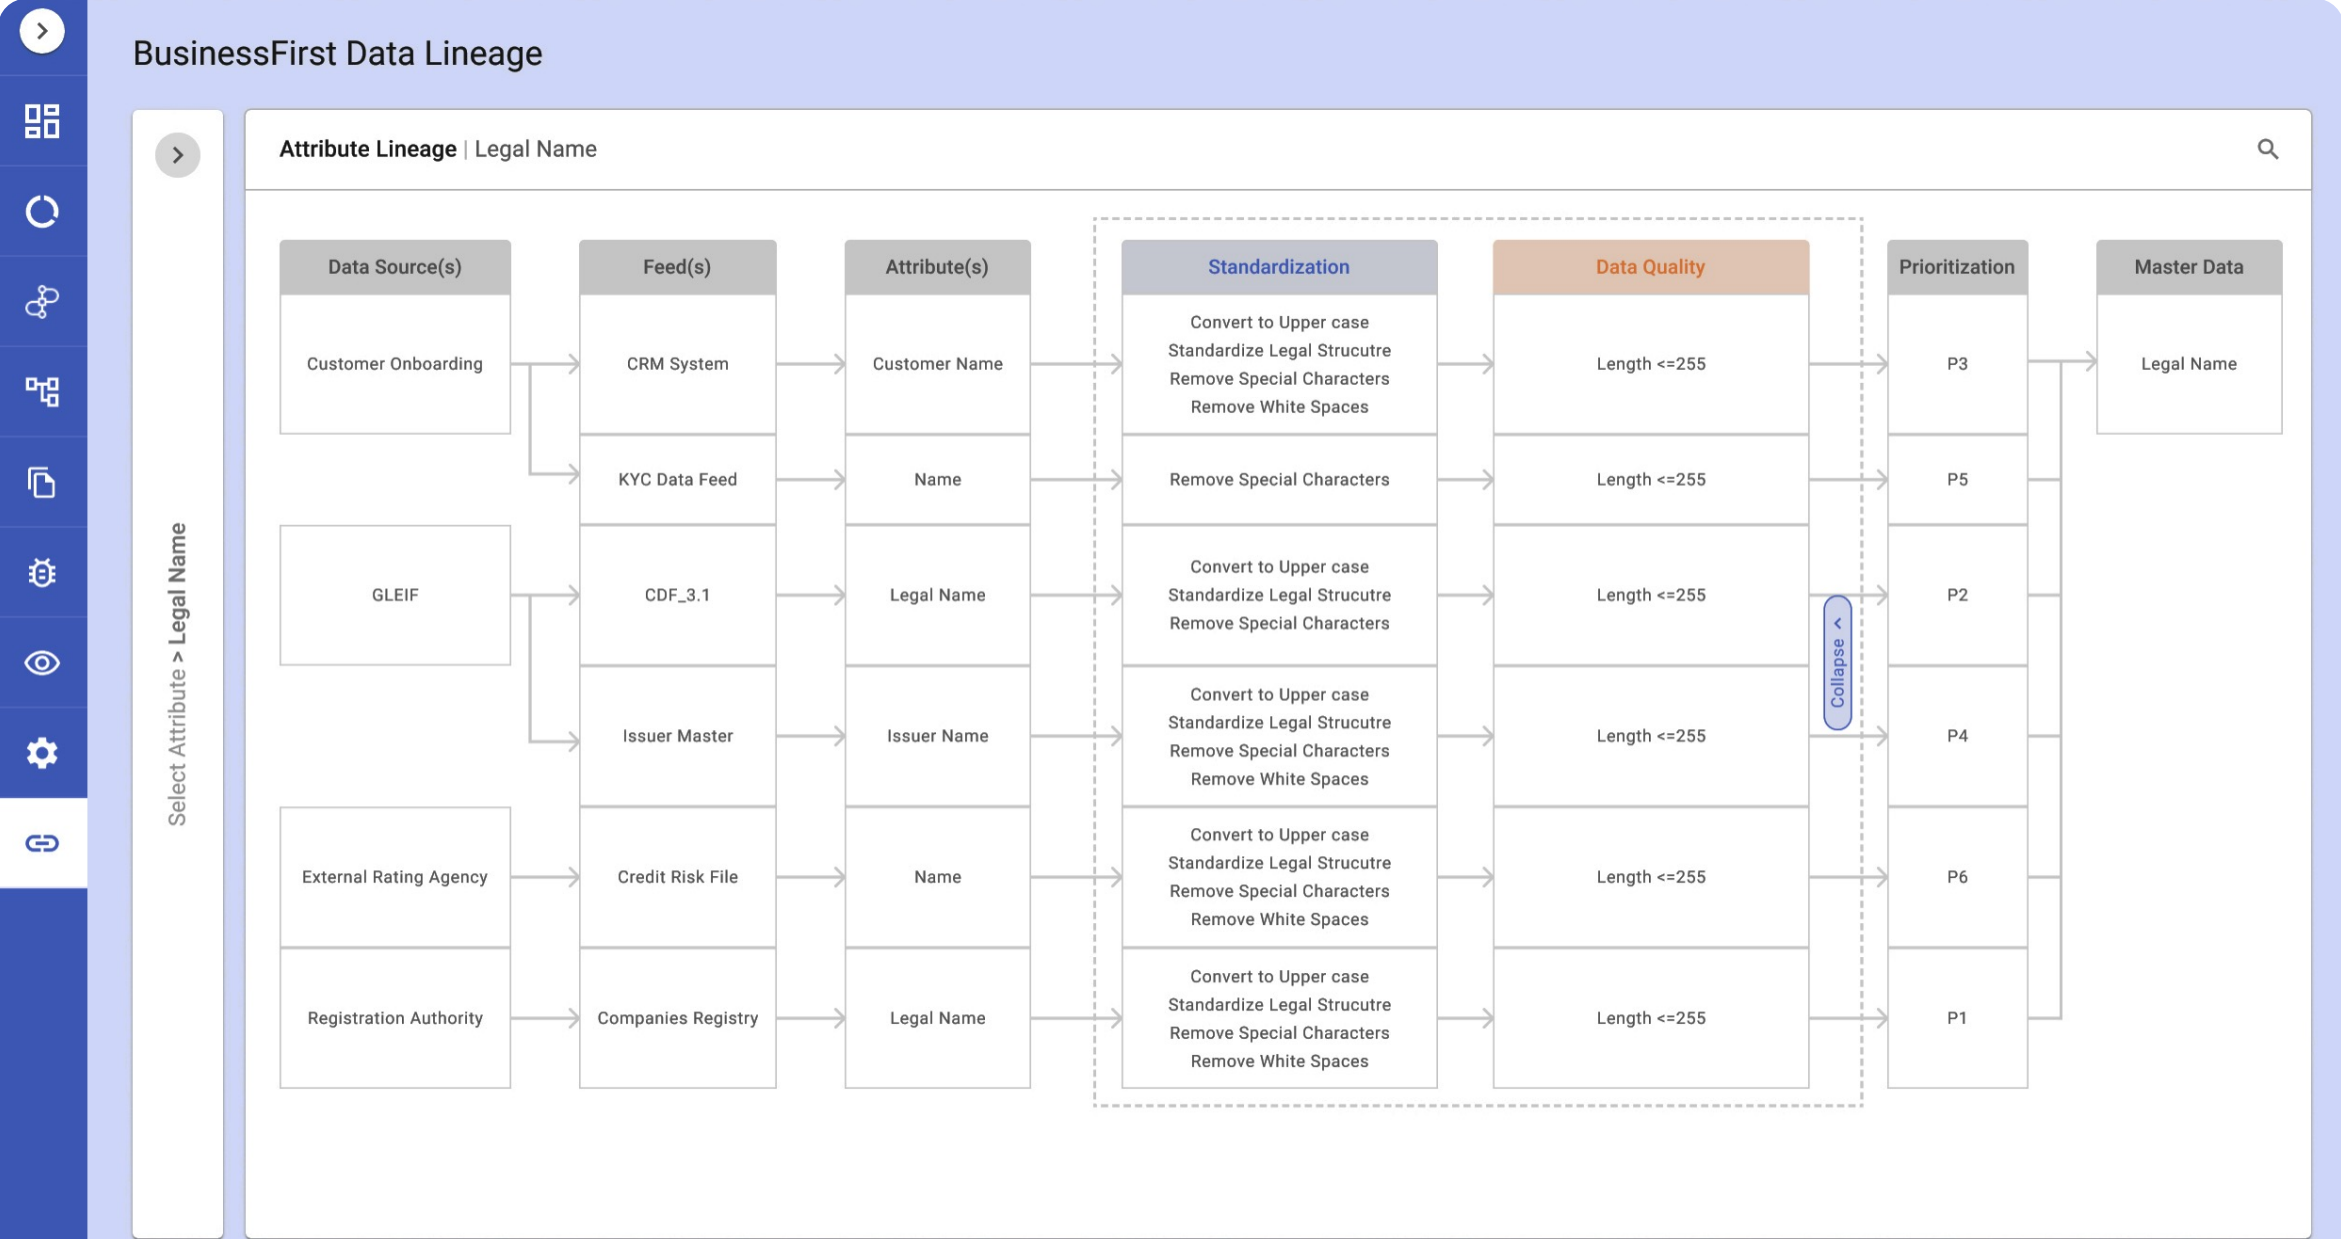 BusinessFirst Data Lineage
Select Attribute > Legal Name
Attribute Lineage | Legal Name
Data Source(s)
Feed(s)
Attribute(s)
Standardization
Data Quality
Prioritization
Master Data
Customer Onboarding
CRM System
Customer Name
Convert to Upper case
Standardize Legal Strucutre
Remove Special Characters
Remove White Spaces
Length <=255
P3
Legal Name
KYC Data Feed
Name
Remove Special Characters
Length <=255
P5
GLEIF
CDF_3.1
Legal Name
Convert to Upper case
Standardize Legal Strucutre
Remove Special Characters
Length <=255
P2
Collapse
Issuer Master
Issuer Name
Convert to Upper case
Standardize Legal Strucutre
Remove Special Characters
Remove White Spaces
Length <=255
P4
External Rating Agency
Credit Risk File
Name
Convert to Upper case
Standardize Legal Strucutre
Remove Special Characters
Remove White Spaces
Length <=255
P6
Registration Authority
Companies Registry
Legal Name
Convert to Upper case
Standardize Legal Strucutre
Remove Special Characters
Remove White Spaces
Length <=255
P1